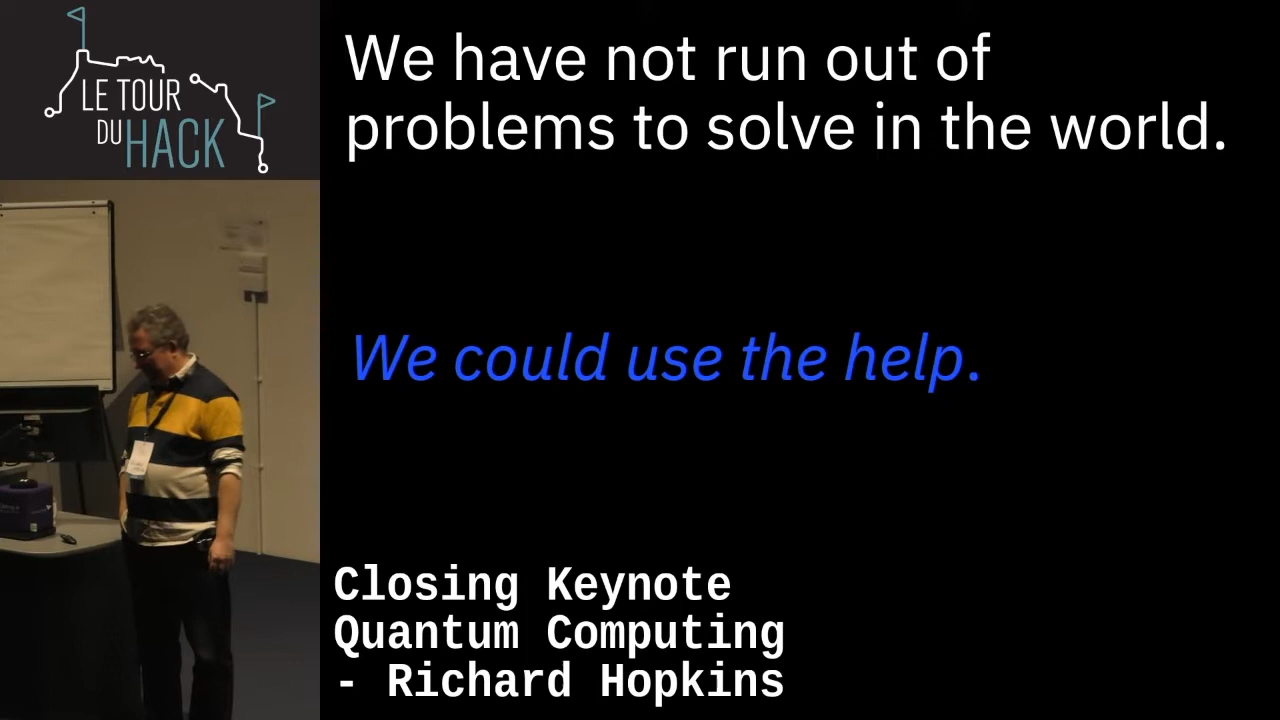 LE TOUR
DU HACK
We have not run out of
problems to solve in the world.
We could use the help.
Closing Keynote
Quantum Computing
- Richard Hopkins